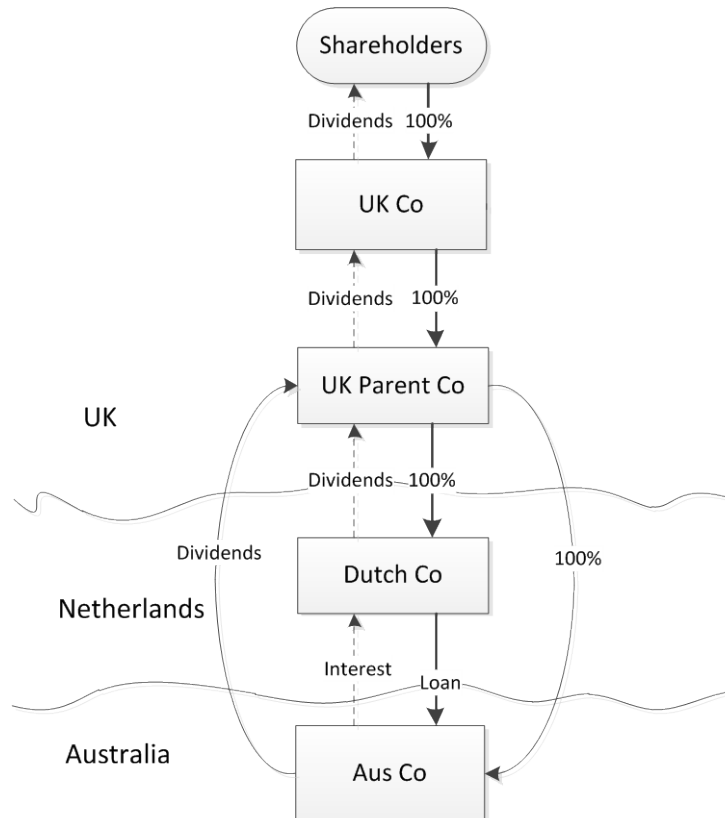 Shareholders
Dividends 100%
UK Co
Dividends 100%
UK Parent Co
UK
Dividends 100%
Dividends
100%
Dutch Co
Netherlands
Interest
Loan
Australia
Aus Co